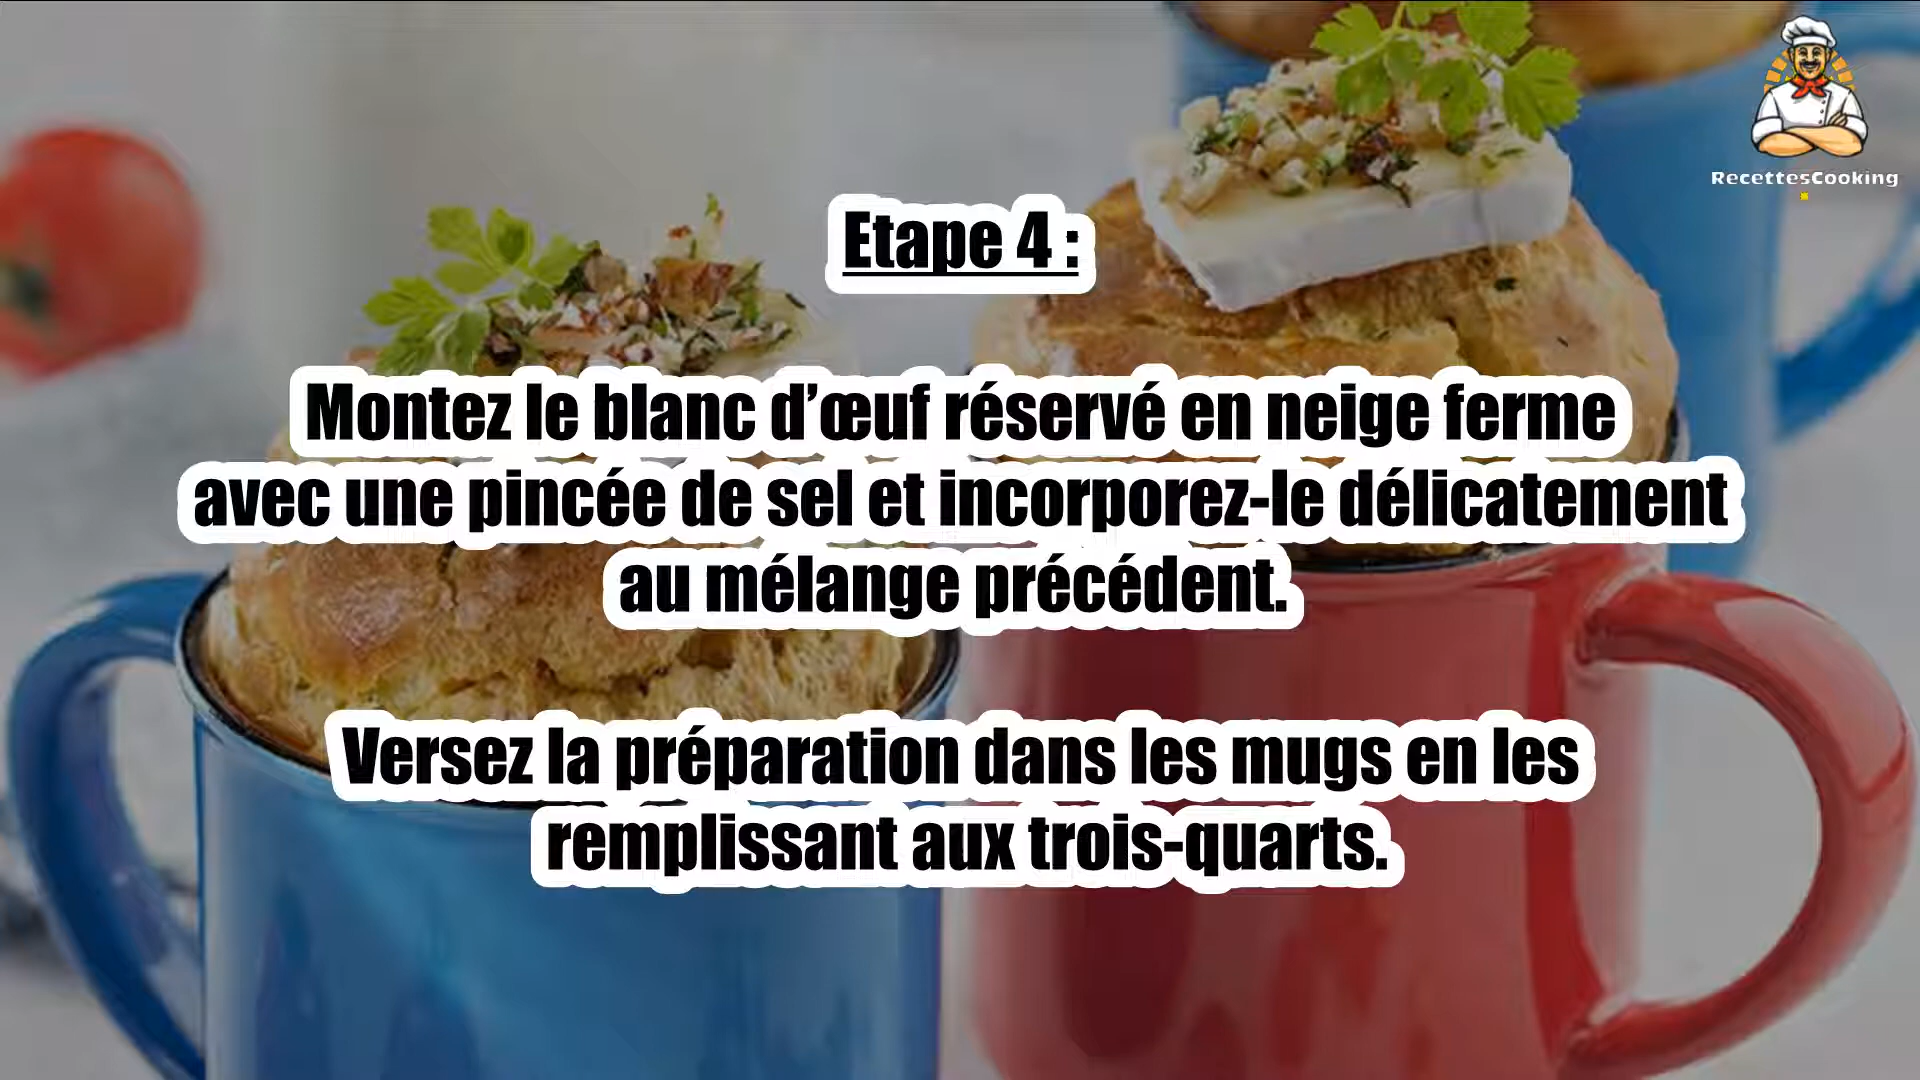 RecettesCooking
Etape 4 :
Montez le blanc d’œuf réservé en neige ferme
avec une pincée de sel et incorporez-le délicatement
au mélange précédent.
Versez la préparation dans les mugs en les
remplissant aux trois-quarts.